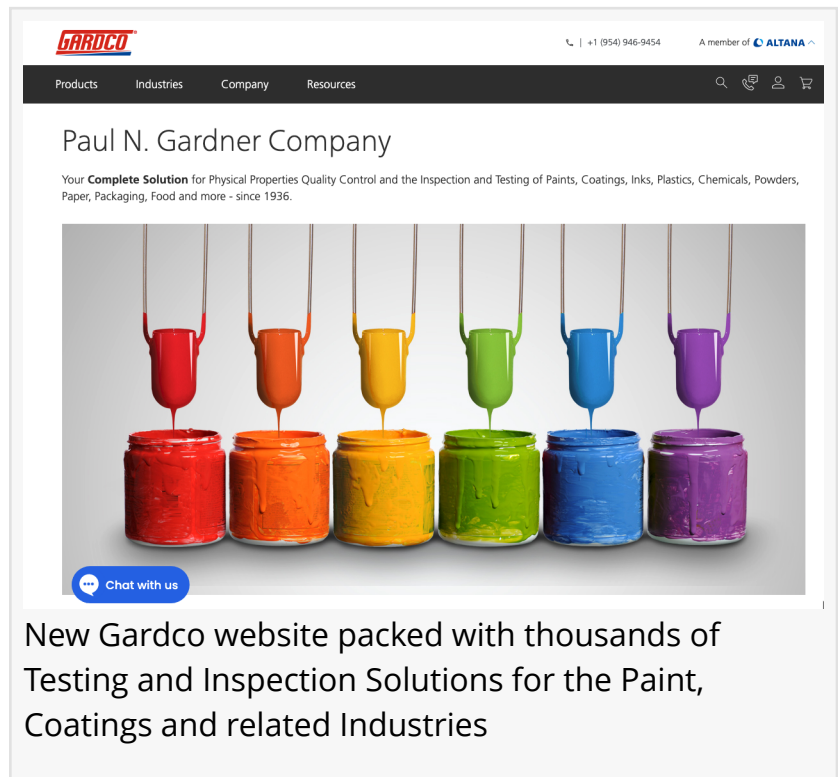 GARDCO
+1 (954) 946-9454
A member of ALTANA
Products Industries Company Resources
Paul N. Gardner Company
Your Complete Solution for Physical Properties Quality Control and the Inspection and Testing of Paints, Coatings, Inks, Plastics, Chemicals, Powders,
Paper, Packaging, Food and more - since 1936.
Chat with us
New Gardco website packed with thousands of
Testing and Inspection Solutions for the Paint,
Coatings and related Industries